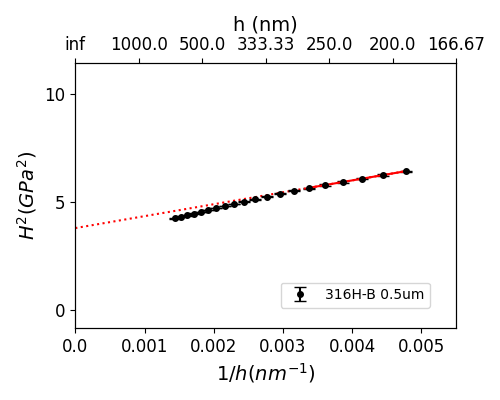 h (nm)
inf 1000.0 500.0 333.33 250.0 200.0 166.67
10
5
0
H²(GPa²)
316H-B 0.5um
0.0 0.001 0.002 0.003 0.004 0.005
1/h(nm⁻¹)